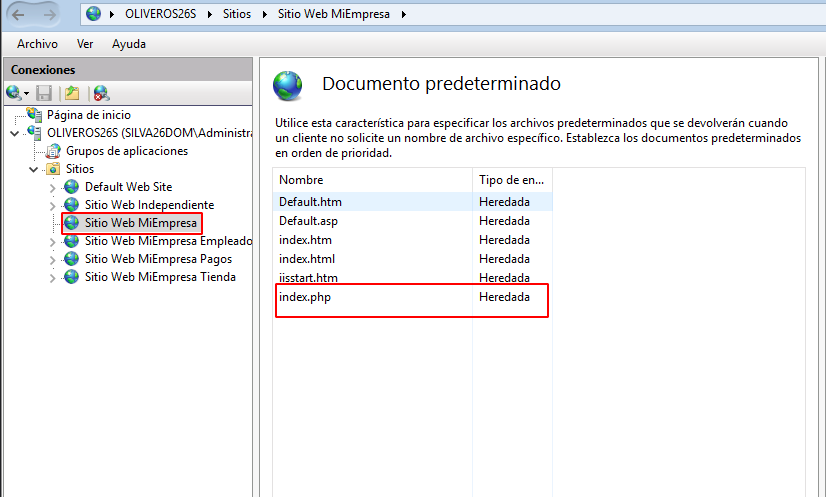 OLIVEROS26S Sitios Sitio Web MiEmpresa
Archivo Ver Ayuda
Conexiones
Página de inicio
OLIVEROS26S (SILVA26DOM\Administra
Grupos de aplicaciones
Sitios
Default Web Site
Sitio Web Independiente
Sitio Web MiEmpresa
Sitio Web MiEmpresa Empleado
Sitio Web MiEmpresa Pagos
Sitio Web MiEmpresa Tienda
Documento predeterminado
Utilice esta característica para especificar los archivos predeterminados que se devolverán cuando
un cliente no solicite un nombre de archivo específico. Establezca los documentos predeterminados
en orden de prioridad.
Nombre Tipo de en...
Default.htm Heredada
Default.asp Heredada
index.htm Heredada
index.html Heredada
iisstart.htm Heredada
index.php Heredada